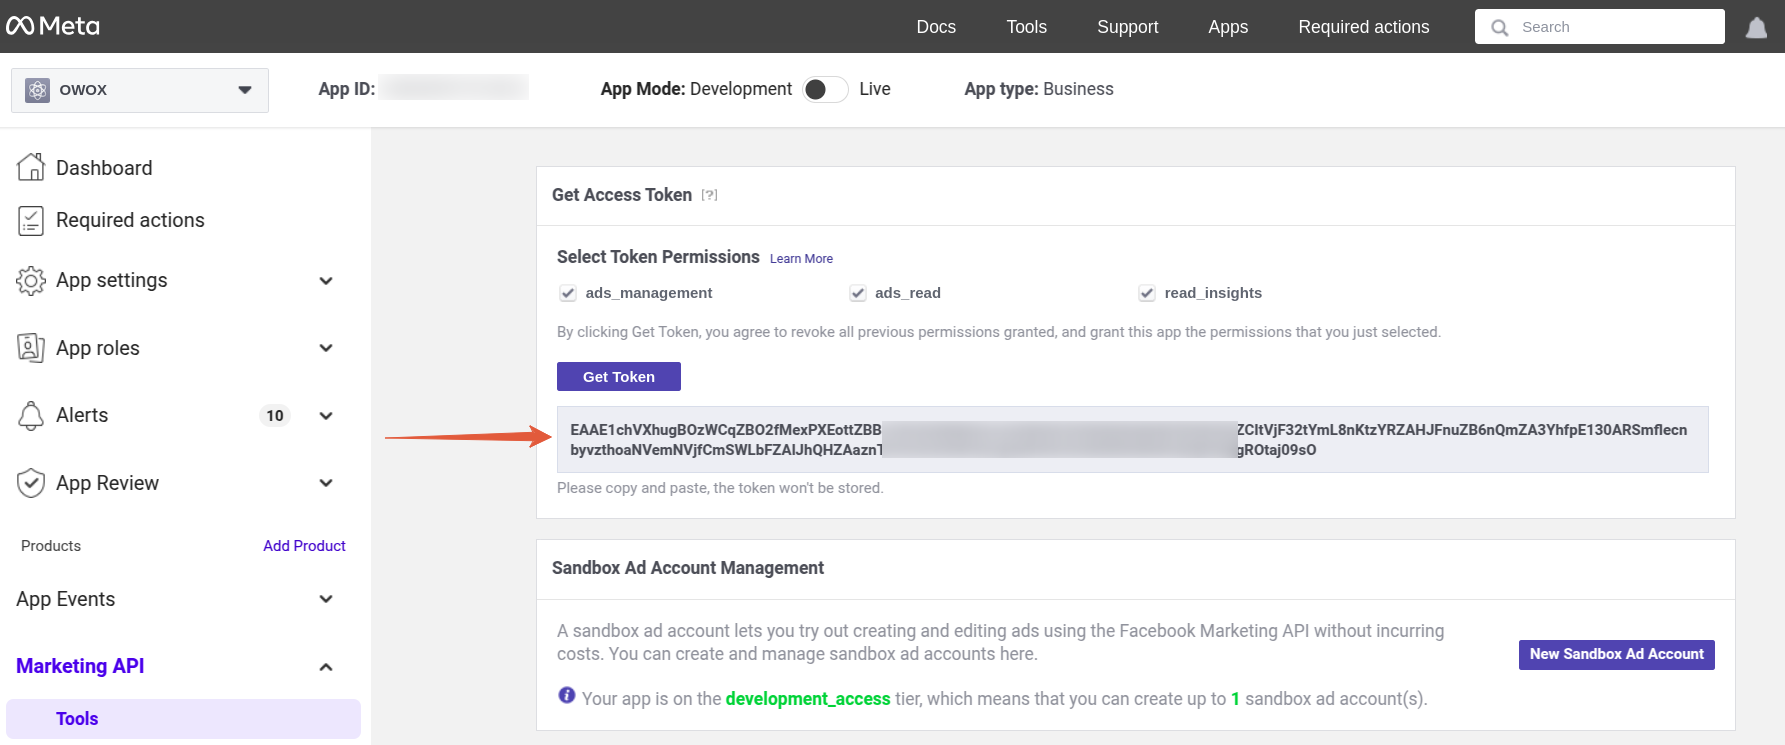 Meta
Docs Tools Support Apps Required actions Search
OWOX App ID: App Mode: Development Live App type: Business
Dashboard
Required actions
App settings
App roles
Alerts 10
App Review
Products Add Product
App Events
Marketing API
Tools
Get Access Token [?]
Select Token Permissions Learn More
ads_management ads_read read_insights
By clicking Get Token, you agree to revoke all previous permissions granted, and grant this app the permissions that you just selected.
Get Token
Please copy and paste, the token won't be stored.
Sandbox Ad Account Management
A sandbox ad account lets you try out creating and editing ads using the Facebook Marketing API without incurring
costs. You can create and manage sandbox ad accounts here.
New Sandbox Ad Account
Your app is on the development_access tier, which means that you can create up to 1 sandbox ad account(s).